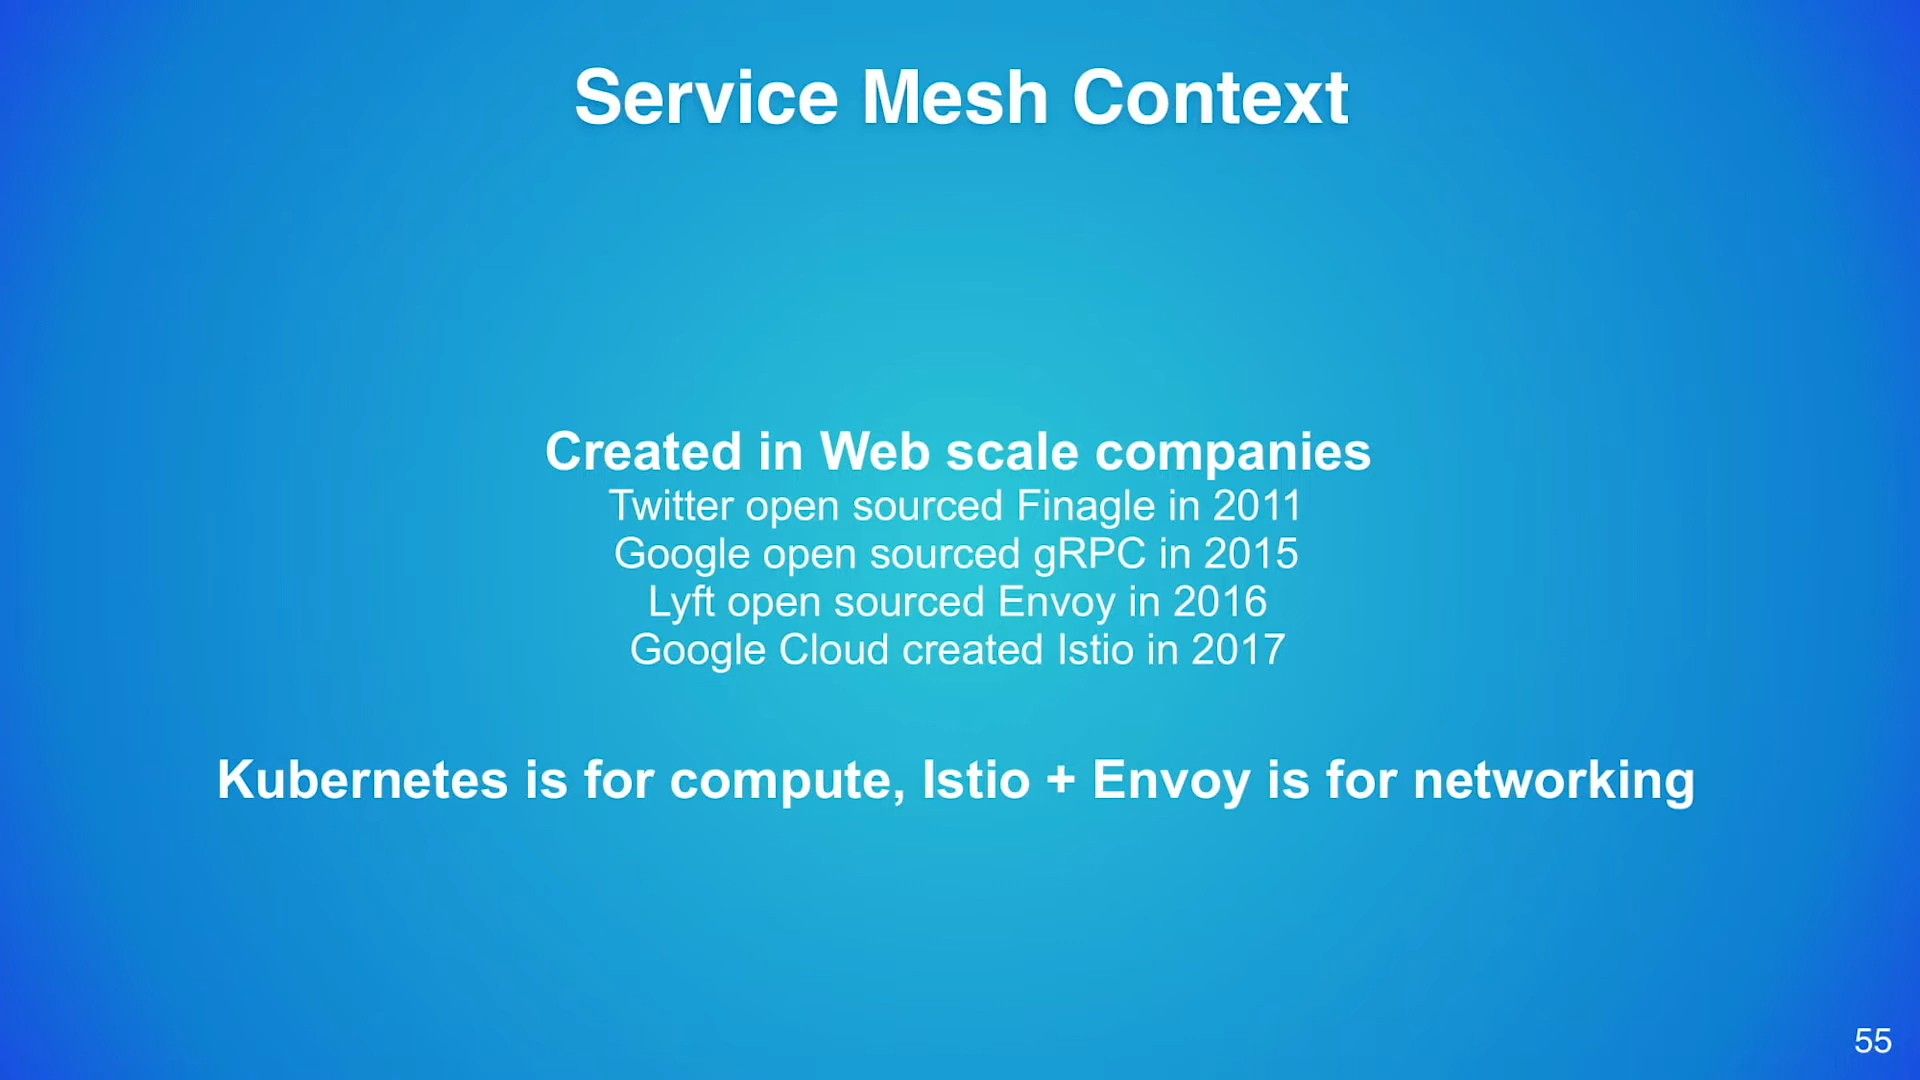 Service Mesh Context
Created in Web scale companies
Twitter open sourced Finagle in 2011
Google open sourced gRPC in 2015
Lyft open sourced Envoy in 2016
Google Cloud created Istio in 2017
Kubernetes is for compute, Istio + Envoy is for networking
55